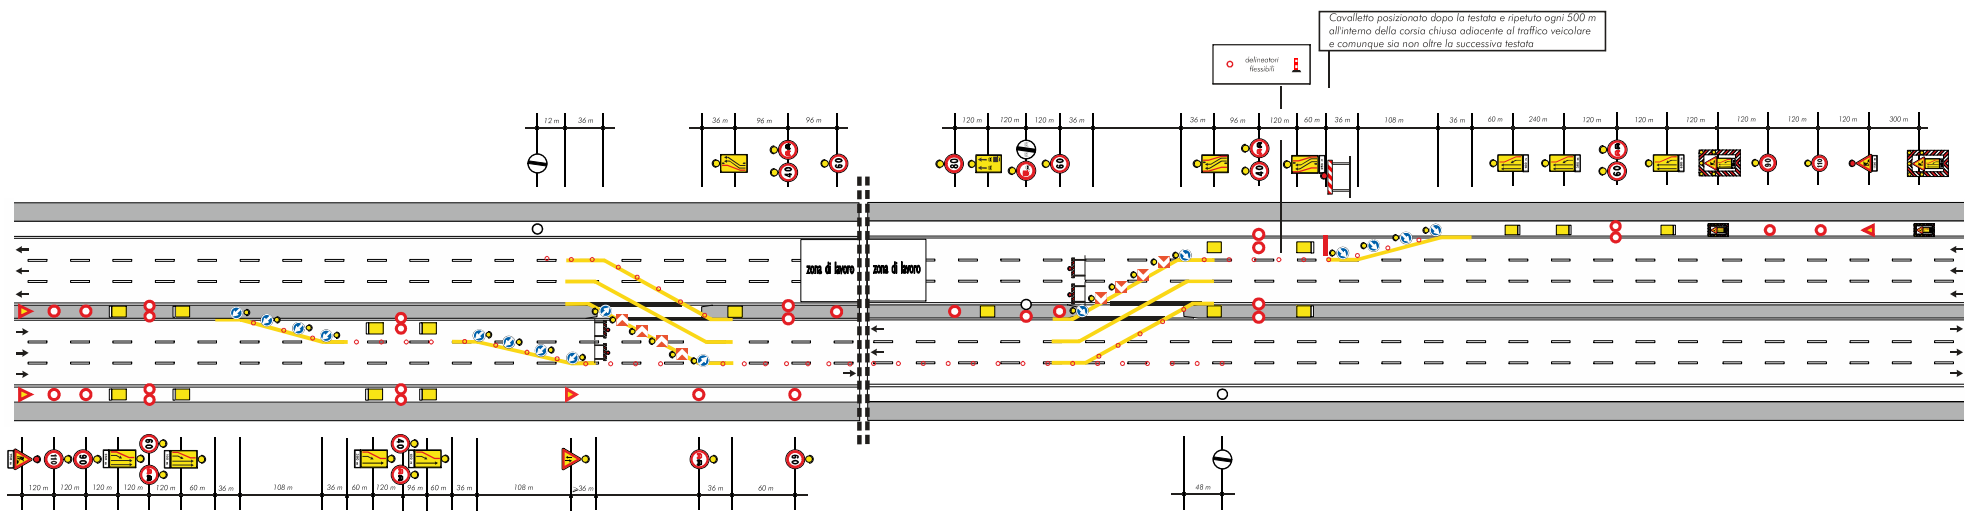 Cavalletto posizionato dopo la testata e ripetuto ogni 500 m
all'interno della corsia chiusa adiacente al traffico veicolare
e comunque sia non oltre la successiva testata
delineatori
flessibili
12 m 36 m
36 m 96 m 96 m
120 m 120 m 120 m 36 m
36 m 96 m 120 m 60 m 36 m 108 m 36 m 60 m 240 m 120 m 120 m 120 m 120 m 120 m 300 m
40
60
80
60
40
60
90
110
zona di lavoro
zona di lavoro
110
90
60
40
60
120 m 120 m 120 m 120 m 120 m 60 m 36 m 108 m 36 m 60 m 120 m 96 m 60 m 36 m 108 m 36 m 36 m 60 m
48 m